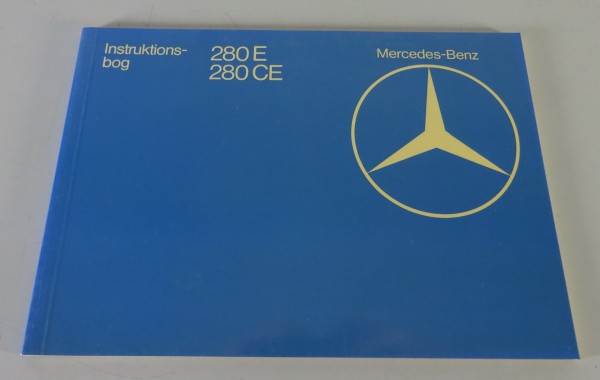 Instruktions-
bog
280 E
280 CE
Mercedes-Benz